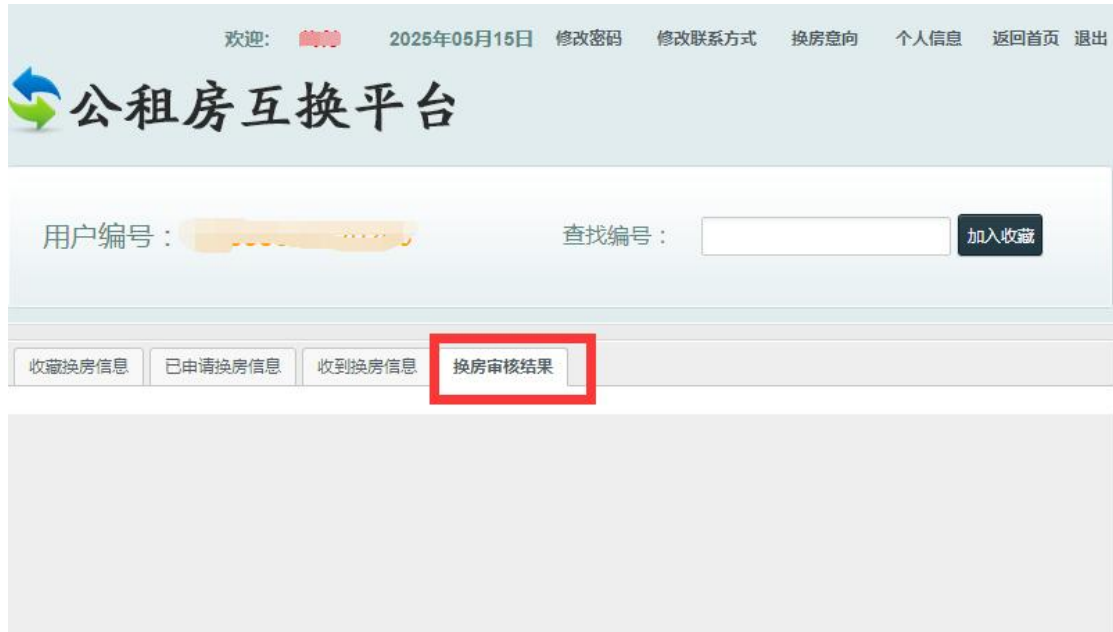 欢迎: 2025年05月15日 修改密码 修改联系方式 换房意向 个人信息 返回首页 退出
公租房互换平台
用户编号： 查找编号： 加入收藏
收藏换房信息 已申请换房信息 收到换房信息 换房审核结果